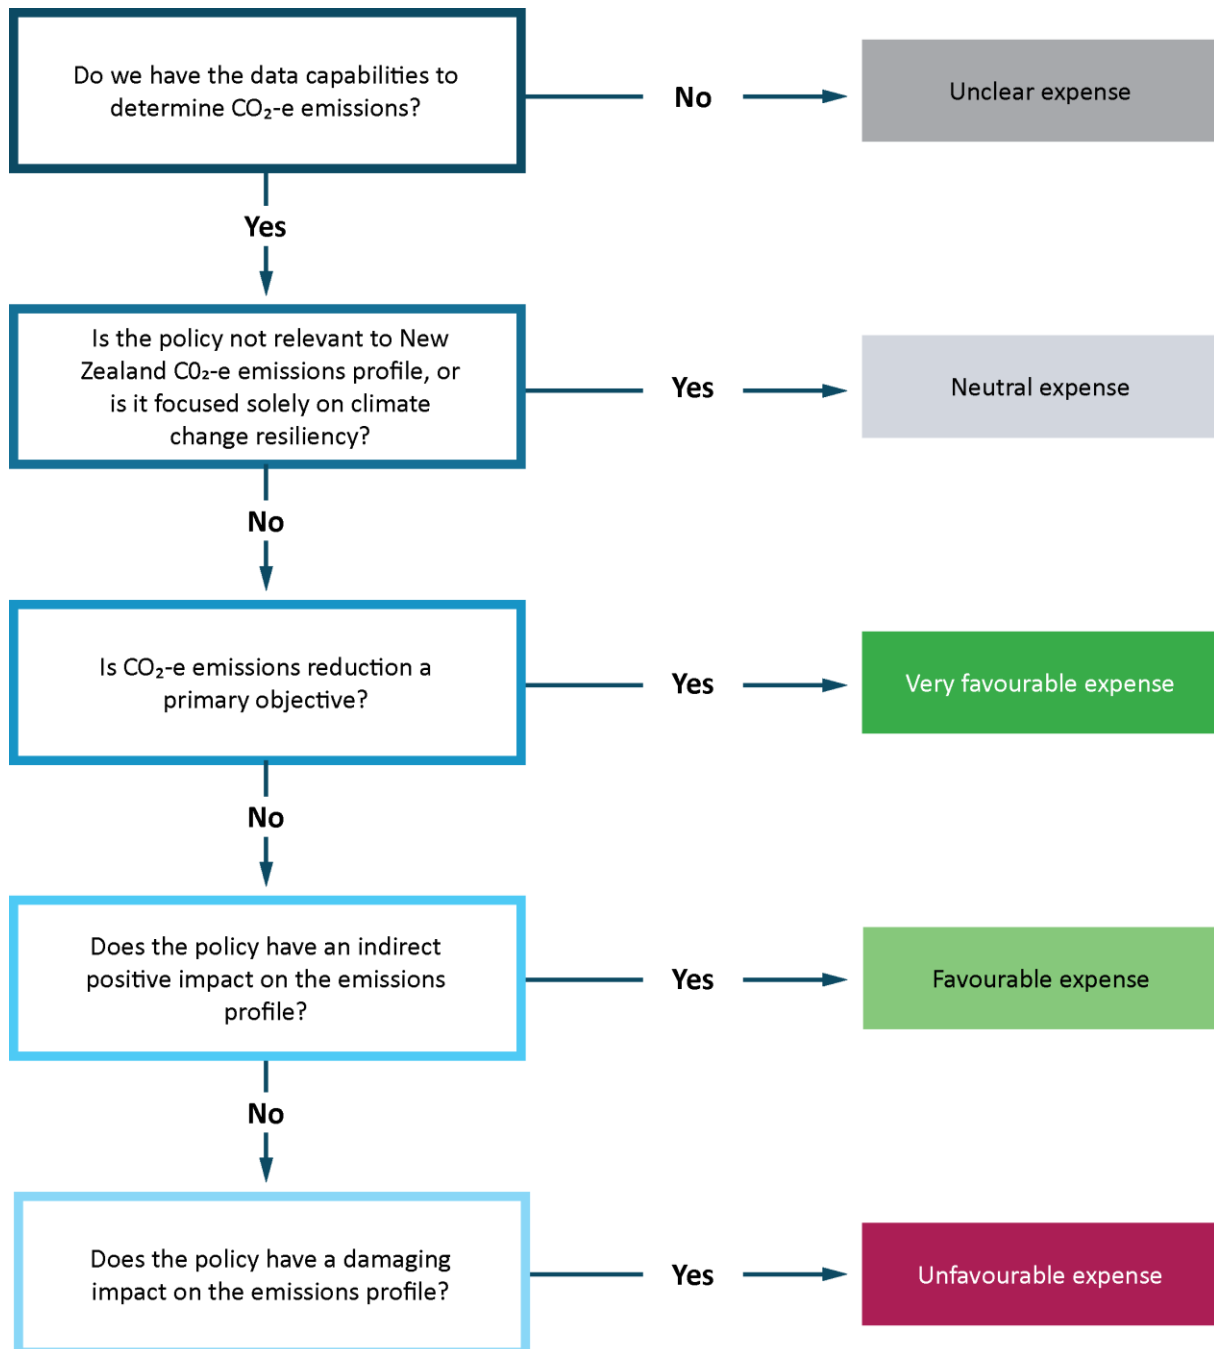 Do we have the data capabilities to
determine CO₂-e emissions?
No
Unclear expense
Yes
Is the policy not relevant to New
Zealand C0₂-e emissions profile, or
is it focused solely on climate
change resiliency?
Yes
Neutral expense
No
Is CO₂-e emissions reduction a
primary objective?
Yes
Very favourable expense
No
Does the policy have an indirect
positive impact on the emissions
profile?
Yes
Favourable expense
No
Does the policy have a damaging
impact on the emissions profile?
Yes
Unfavourable expense